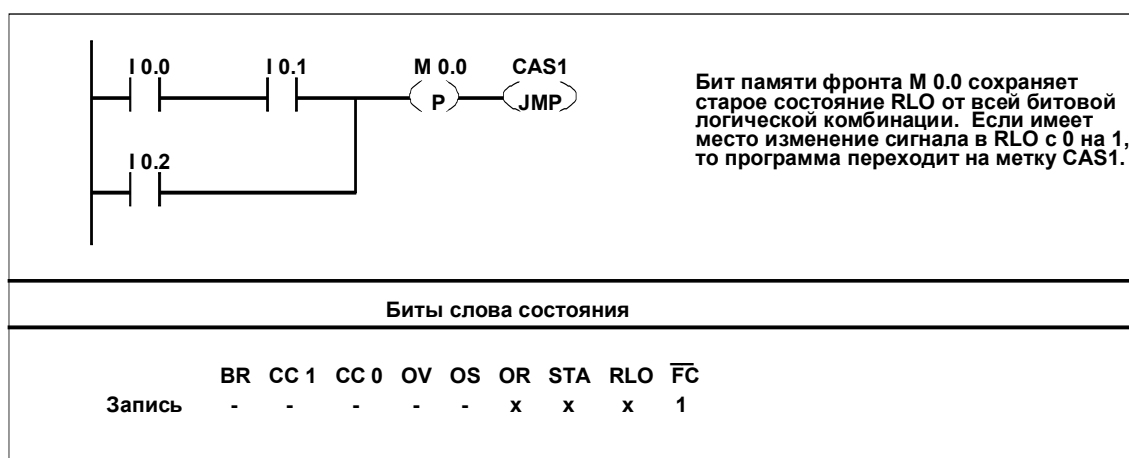 I 0.0 I 0.1 M 0.0 CAS1
P JMP
I 0.2
Бит памяти фронта M 0.0 сохраняет
старое состояние RLO от всей битовой
логической комбинации. Если имеет
место изменение сигнала в RLO с 0 на 1,
то программа переходит на метку CAS1.
Биты слова состояния
BR CC 1 CC 0 OV OS OR STA RLO F̅C̅
Запись - - - - - x x x 1